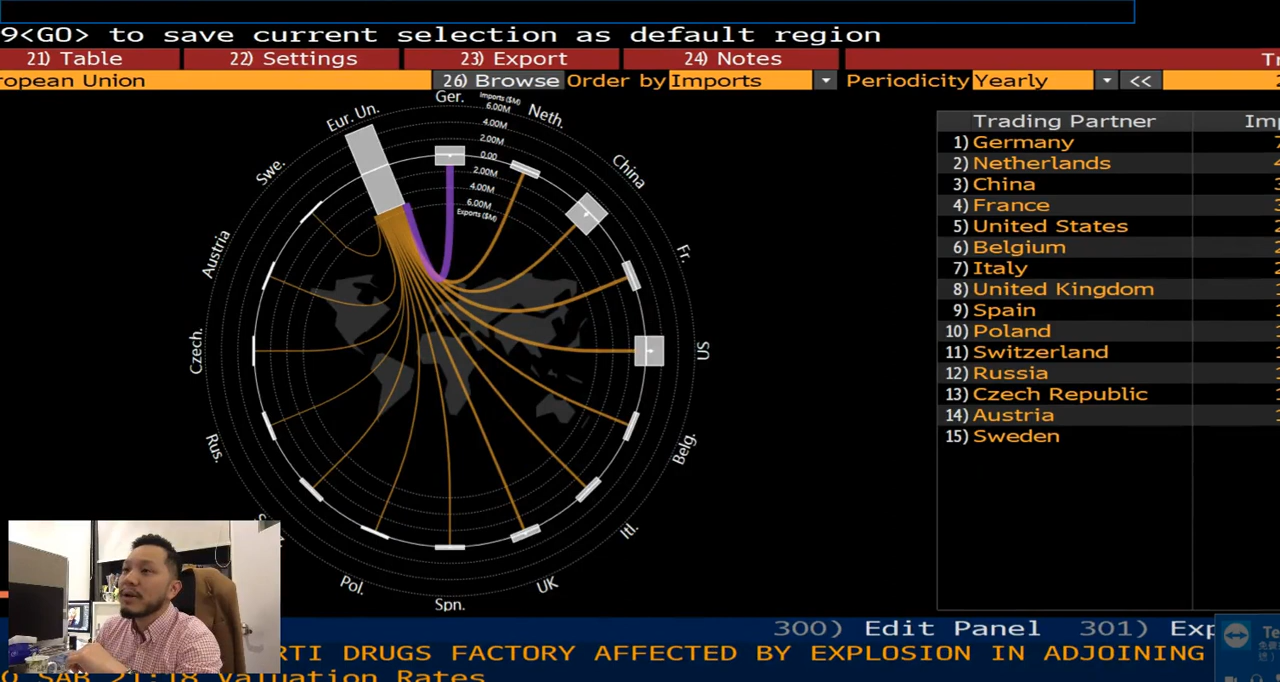 9<GO> to save current selection as default region
21) Table 22) Settings 23) Export 24) Notes
ropean Union 26) Browse Order by Imports Periodicity Yearly <<
Eur. Un.
Ger.
Neth.
China
Fr.
US
Belg.
Itl.
UK
Spn.
Pol.
Rus.
Czech.
Austria
Swe.
Imports ($M)
6.00M
4.00M
2.00M
0.00
2.00M
4.00M
6.00M
Exports ($M)
Trading Partner
1) Germany
2) Netherlands
3) China
4) France
5) United States
6) Belgium
7) Italy
8) United Kingdom
9) Spain
10) Poland
11) Switzerland
12) Russia
13) Czech Republic
14) Austria
15) Sweden
300) Edit Panel 301) Exp
RTI DRUGS FACTORY AFFECTED BY EXPLOSION IN ADJOINING
SAB 21:18 Valuation Rates